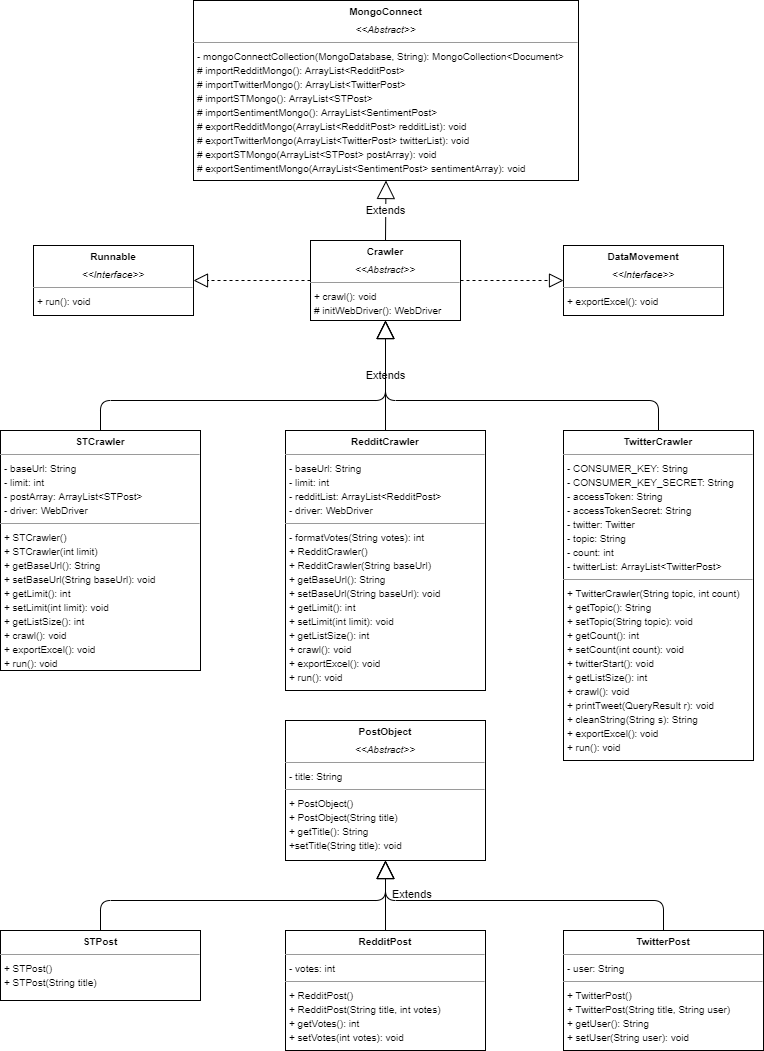 MongoConnect
<<Abstract>>
- mongoConnectCollection(MongoDatabase, String): MongoCollection<Document>
# importRedditMongo(): ArrayList<RedditPost>
# importTwitterMongo(): ArrayList<TwitterPost>
# importSTMongo(): ArrayList<STPost>
# importSentimentMongo(): ArrayList<SentimentPost>
# exportRedditMongo(ArrayList<RedditPost> redditList): void
# exportTwitterMongo(ArrayList<TwitterPost> twitterList): void
# exportSTMongo(ArrayList<STPost> postArray): void
# exportSentimentMongo(ArrayList<SentimentPost> sentimentArray): void
Extends
Runnable
<<Interface>>
+ run(): void
Crawler
<<Abstract>>
+ crawl(): void
# initWebDriver(): WebDriver
DataMovement
<<Interface>>
+ exportExcel(): void
Extends
STCrawler
- baseUrl: String
- limit: int
- postArray: ArrayList<STPost>
- driver: WebDriver
+ STCrawler()
+ STCrawler(int limit)
+ getBaseUrl(): String
+ setBaseUrl(String baseUrl): void
+ getLimit(): int
+ setLimit(int limit): void
+ getListSize(): int
+ crawl(): void
+ exportExcel(): void
+ run(): void
RedditCrawler
- baseUrl: String
- limit: int
- redditList: ArrayList<RedditPost>
- driver: WebDriver
- formatVotes(String votes): int
+ RedditCrawler()
+ RedditCrawler(String baseUrl)
+ getBaseUrl(): String
+ setBaseUrl(String baseUrl): void
+ getLimit(): int
+ setLimit(int limit): void
+ getListSize(): int
+ crawl(): void
+ exportExcel(): void
+ run(): void
TwitterCrawler
- CONSUMER_KEY: String
- CONSUMER_KEY_SECRET: String
- accessToken: String
- accessTokenSecret: String
- twitter: Twitter
- topic: String
- count: int
- twitterList: ArrayList<TwitterPost>
+ TwitterCrawler(String topic, int count)
+ getTopic(): String
+ setTopic(String topic): void
+ getCount(): int
+ setCount(int count): void
+ twitterStart(): void
+ getListSize(): int
+ crawl(): void
+ printTweet(QueryResult r): void
+ cleanString(String s): String
+ exportExcel(): void
+ run(): void
PostObject
<<Abstract>>
- title: String
+ PostObject()
+ PostObject(String title)
+ getTitle(): String
+setTitle(String title): void
Extends
STPost
+ STPost()
+ STPost(String title)
RedditPost
- votes: int
+ RedditPost()
+ RedditPost(String title, int votes)
+ getVotes(): int
+ setVotes(int votes): void
TwitterPost
- user: String
+ TwitterPost()
+ TwitterPost(String title, String user)
+ getUser(): String
+ setUser(String user): void